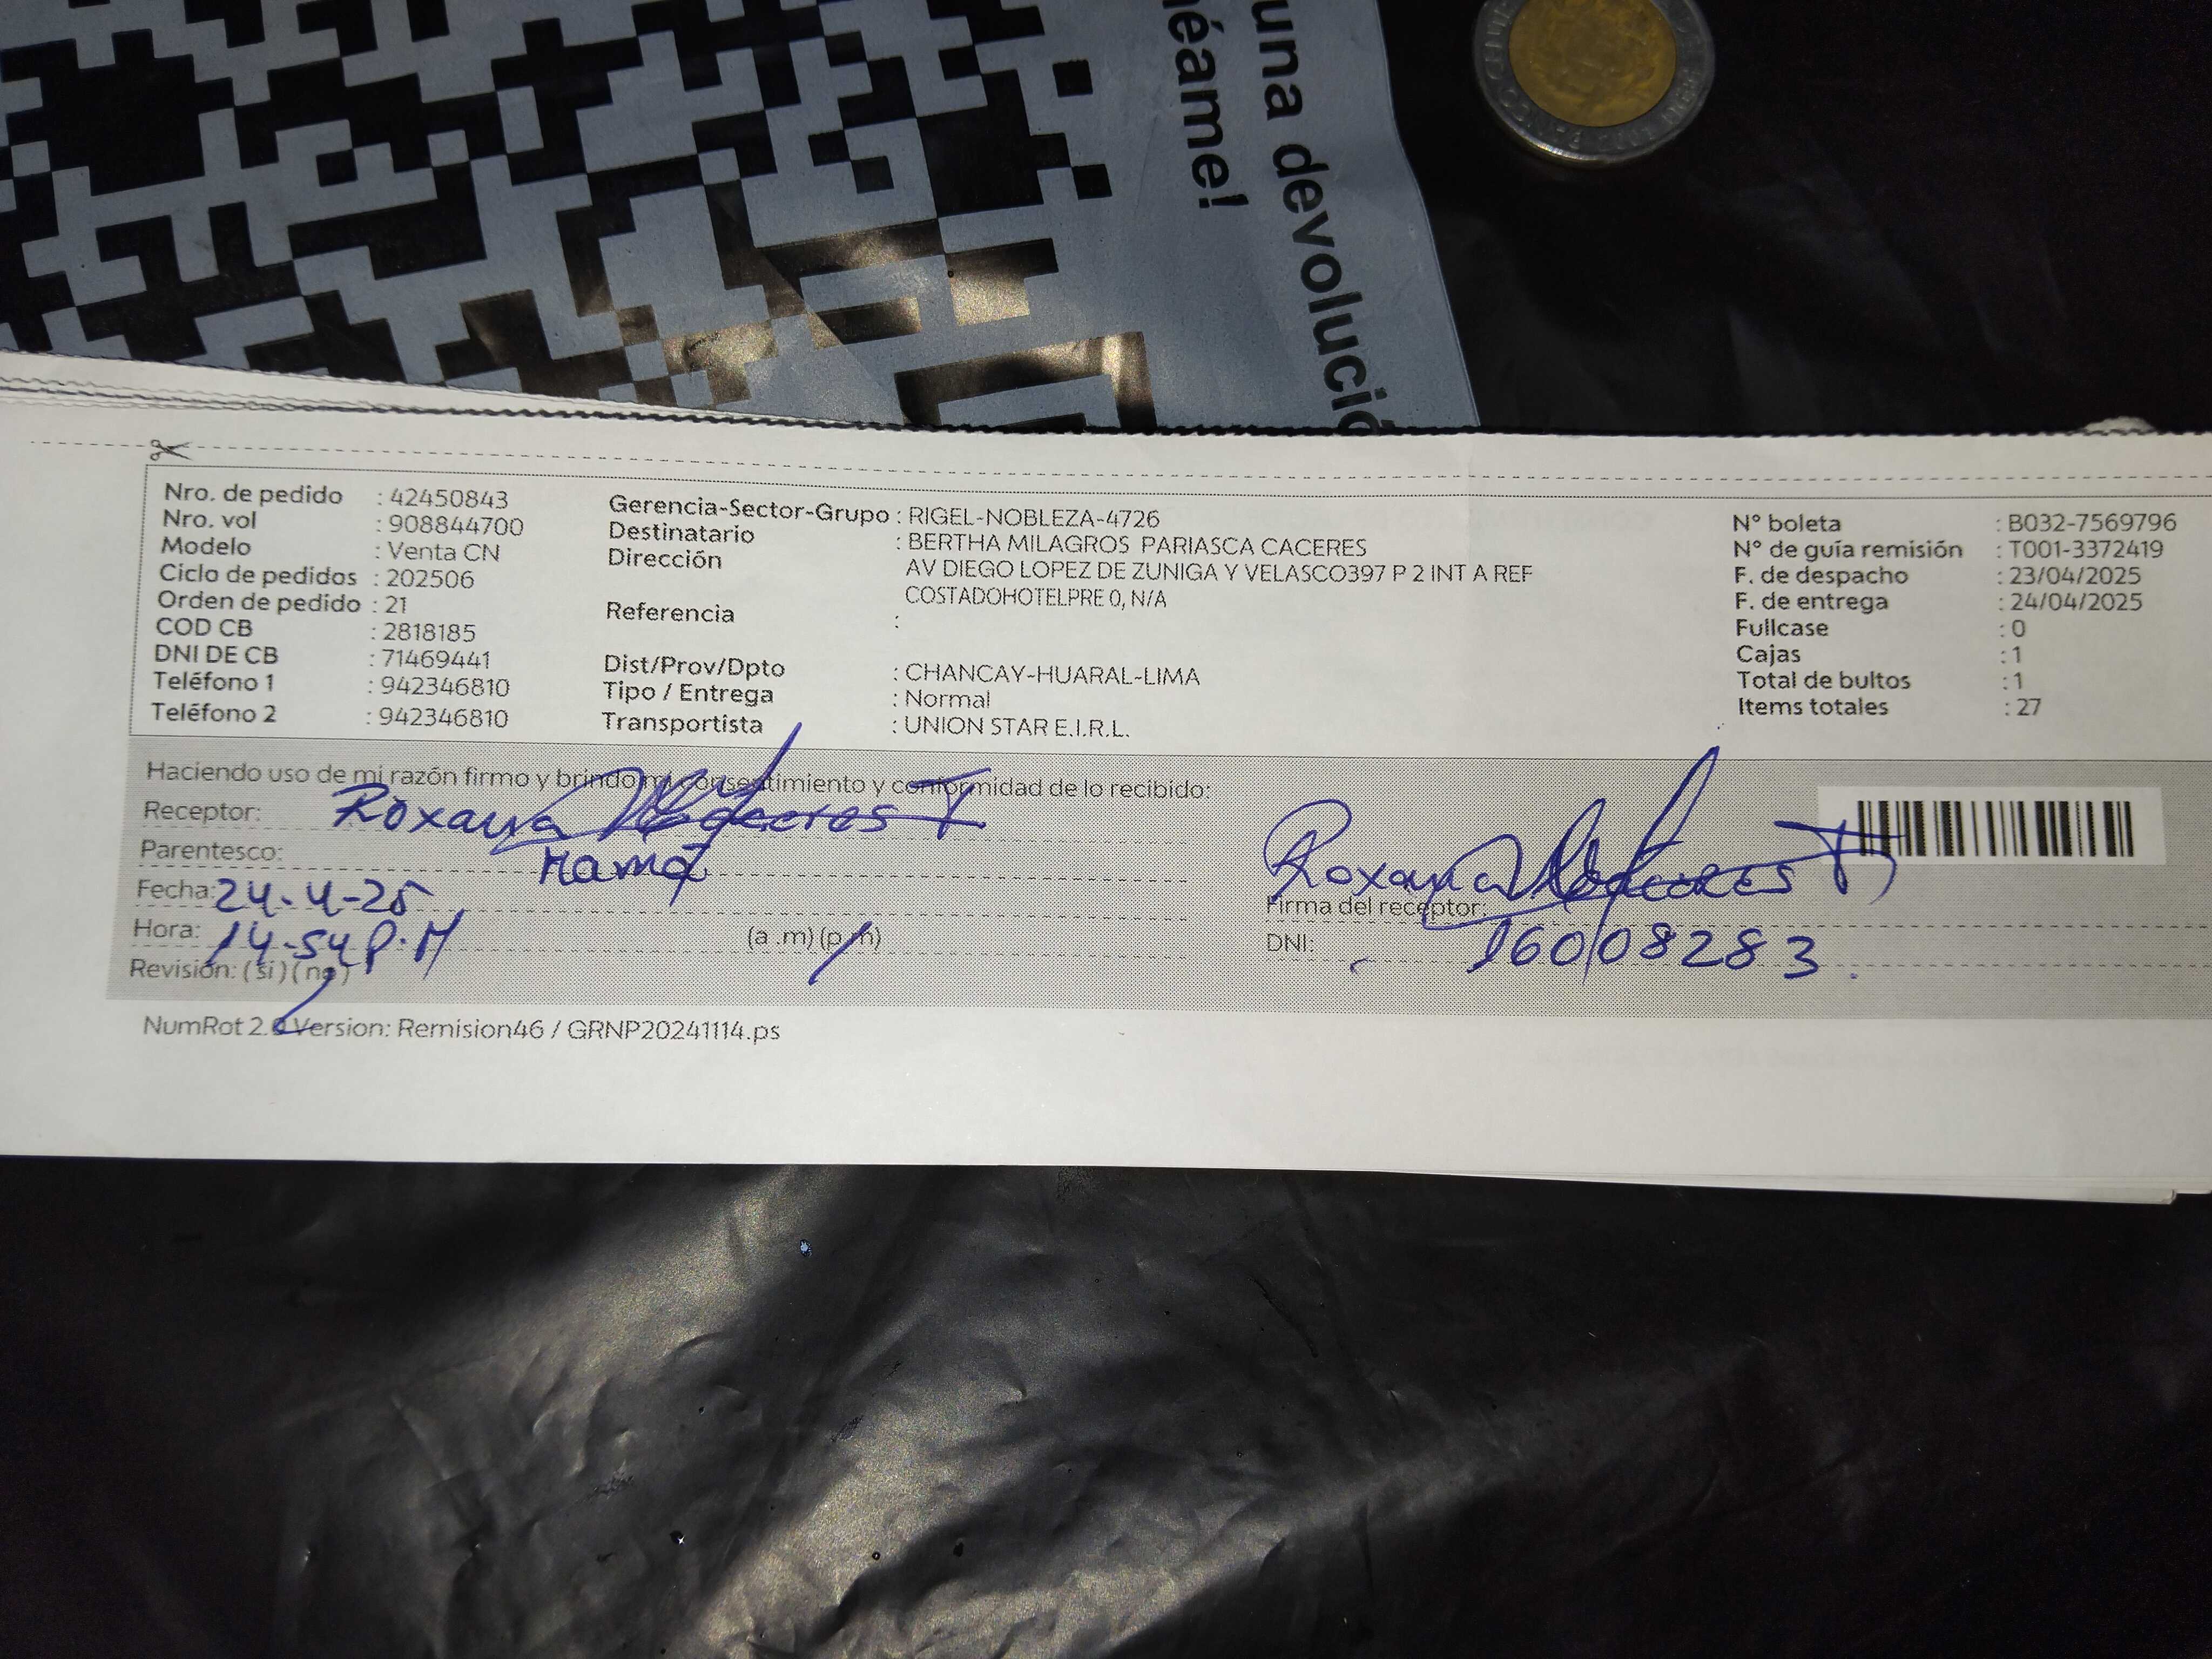 una devolució
éame!
Nro. de pedido : 42450843
Nro. vol : 908844700
Modelo : Venta CN
Ciclo de pedidos : 202506
Orden de pedido : 21
COD CB : 2818185
DNI DE CB : 71469441
Teléfono 1 : 942346810
Teléfono 2 : 942346810
Gerencia-Sector-Grupo : RIGEL-NOBLEZA-4726
Destinatario : BERTHA MILAGROS PARIASCA CACERES
Dirección AV DIEGO LOPEZ DE ZUNIGA Y VELASCO397 P 2 INT A REF
COSTADOHOTELPRE 0, N/A
Referencia :
Dist/Prov/Dpto : CHANCAY-HUARAL-LIMA
Tipo / Entrega : Normal
Transportista : UNION STAR E.I.R.L.
N° boleta : B032-7569796
N° de guía remisión : T001-3372419
F. de despacho : 23/04/2025
F. de entrega : 24/04/2025
Fullcase : 0
Cajas : 1
Total de bultos : 1
Items totales : 27
Haciendo uso de mi razón firmo y brindo mi consentimiento y conformidad de lo recibido:
Receptor: Roxana
Parentesco: Mamá
Fecha: 24-4-25
Hora: 14-54 P.M (a .m) (p.m)
Revisión: (si) (no)
Roxana
Firma del receptor:
DNI: 16008283
NumRot 2.0 Version: Remision46 / GRNP20241114.ps